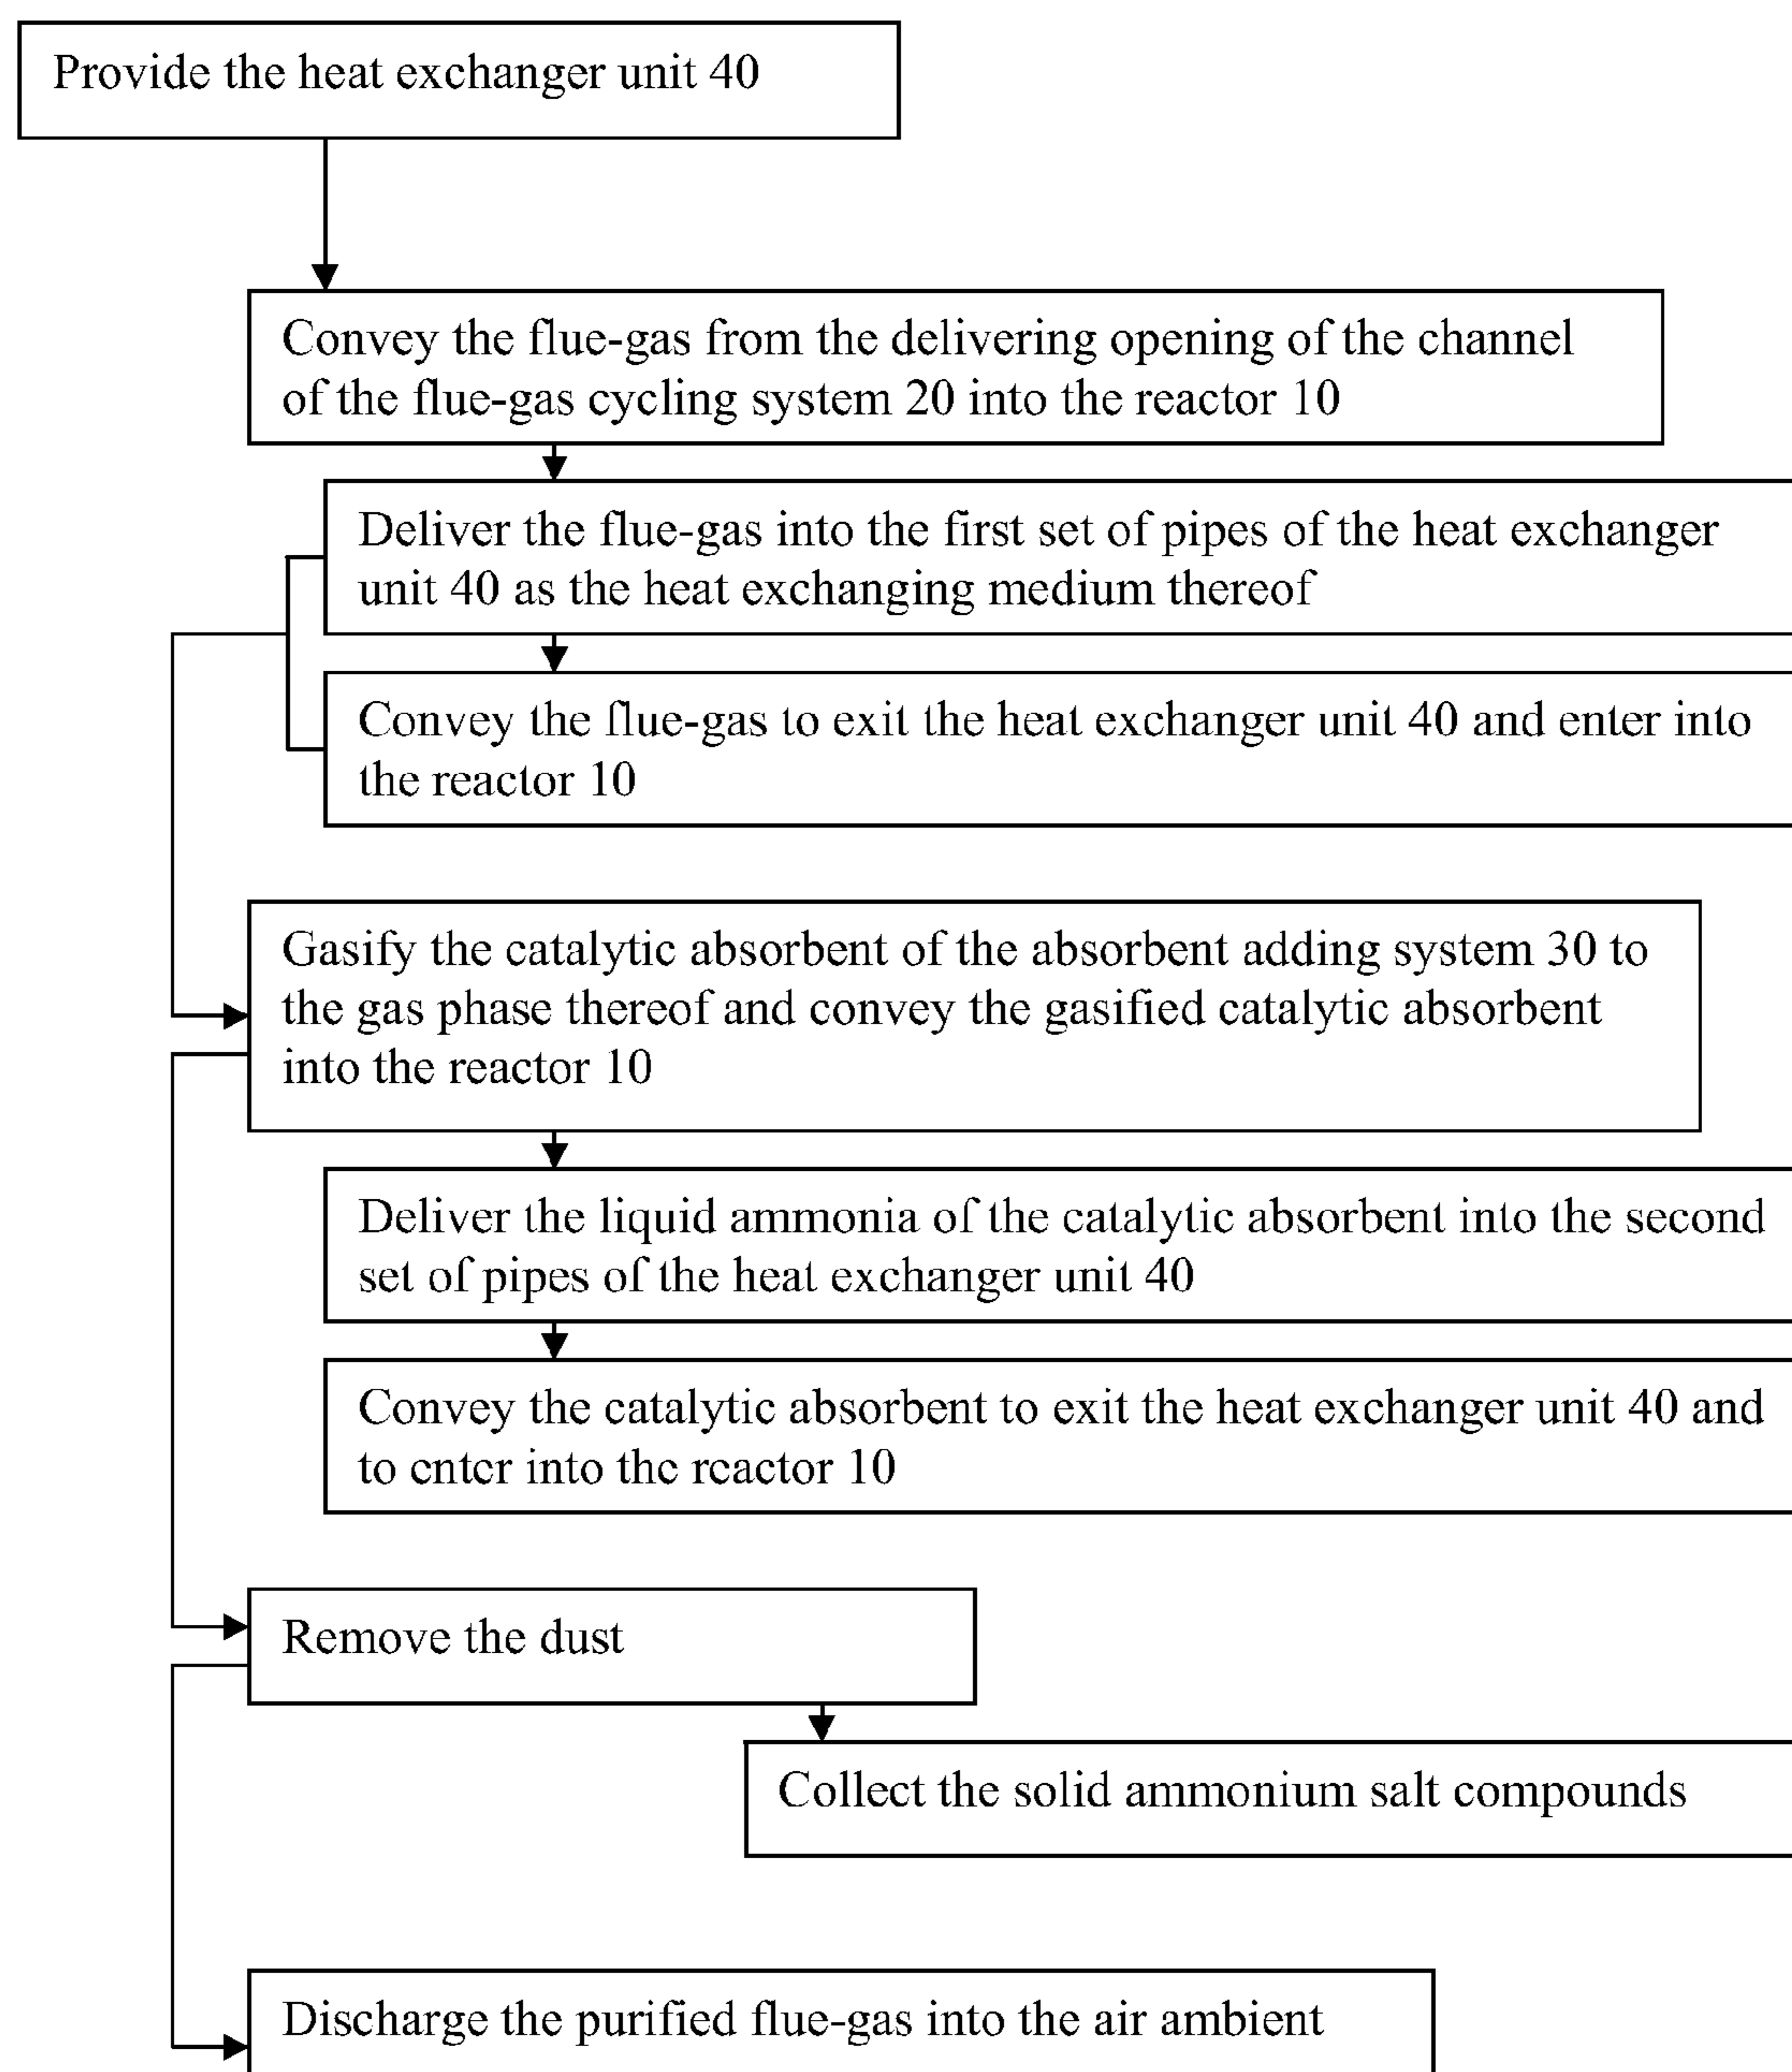 Provide the heat exchanger unit 40
Convey the flue-gas from the delivering opening of the channel
of the flue-gas cycling system 20 into the reactor 10
Deliver the flue-gas into the first set of pipes of the heat exchanger
unit 40 as the heat exchanging medium thereof
Convey the flue-gas to exit the heat exchanger unit 40 and enter into
the reactor 10
Gasify the catalytic absorbent of the absorbent adding system 30 to
the gas phase thereof and convey the gasified catalytic absorbent
into the reactor 10
Deliver the liquid ammonia of the catalytic absorbent into the second
set of pipes of the heat exchanger unit 40
Convey the catalytic absorbent to exit the heat exchanger unit 40 and
to enter into the reactor 10
Remove the dust
Collect the solid ammonium salt compounds
Discharge the purified flue-gas into the air ambient